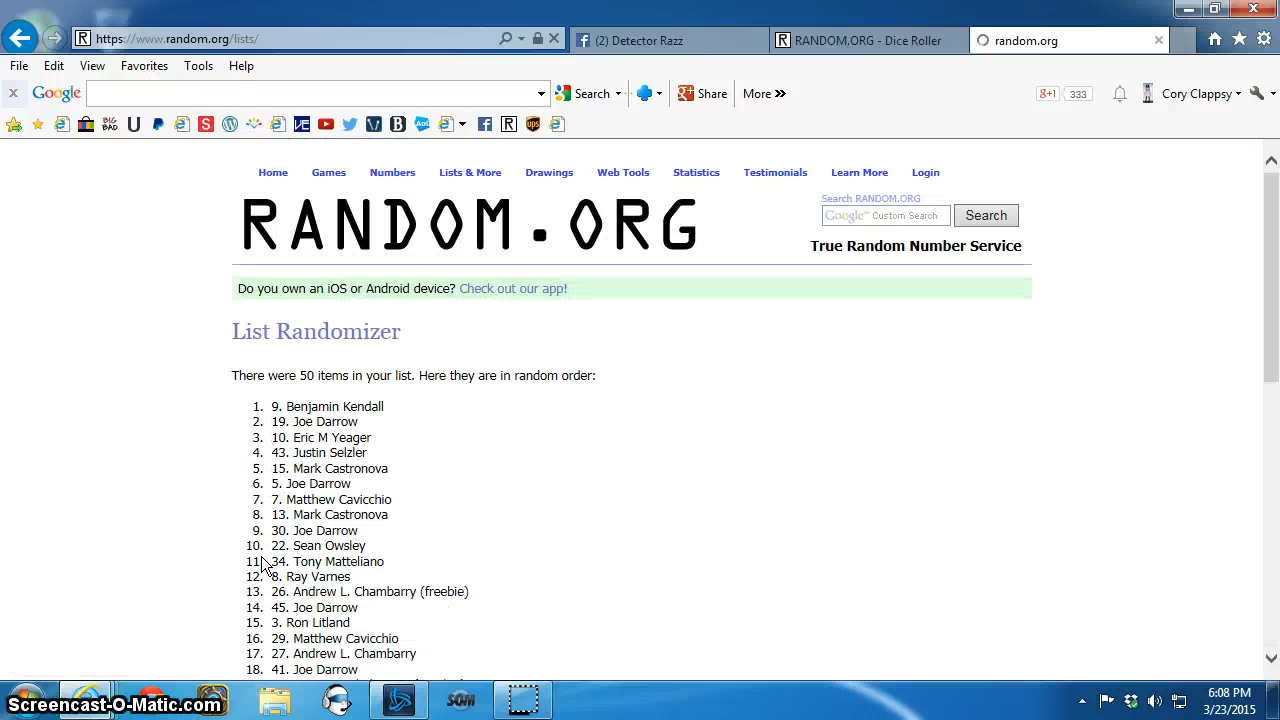 https://www.random.org/lists/
(2) Detector Razz
RANDOM.ORG - Dice Roller
random.org
File Edit View Favorites Tools Help
Google Search Share More » 333 Cory Clappsy
Home Games Numbers Lists & More Drawings Web Tools Statistics Testimonials Learn More Login
RANDOM.ORG
Search RANDOM.ORG
Google™ Custom Search Search
True Random Number Service
Do you own an iOS or Android device? Check out our app!
List Randomizer
There were 50 items in your list. Here they are in random order:
1. 9. Benjamin Kendall
2. 19. Joe Darrow
3. 10. Eric M Yeager
4. 43. Justin Selzler
5. 15. Mark Castronova
6. 5. Joe Darrow
7. 7. Matthew Cavicchio
8. 13. Mark Castronova
9. 30. Joe Darrow
10. 22. Sean Owsley
11. 34. Tony Matteliano
12. 8. Ray Varnes
13. 26. Andrew L. Chambarry (freebie)
14. 45. Joe Darrow
15. 3. Ron Litland
16. 29. Matthew Cavicchio
17. 27. Andrew L. Chambarry
18. 41. Joe Darrow
Screencast-O-Matic.com
SOM
6:08 PM
3/23/2015